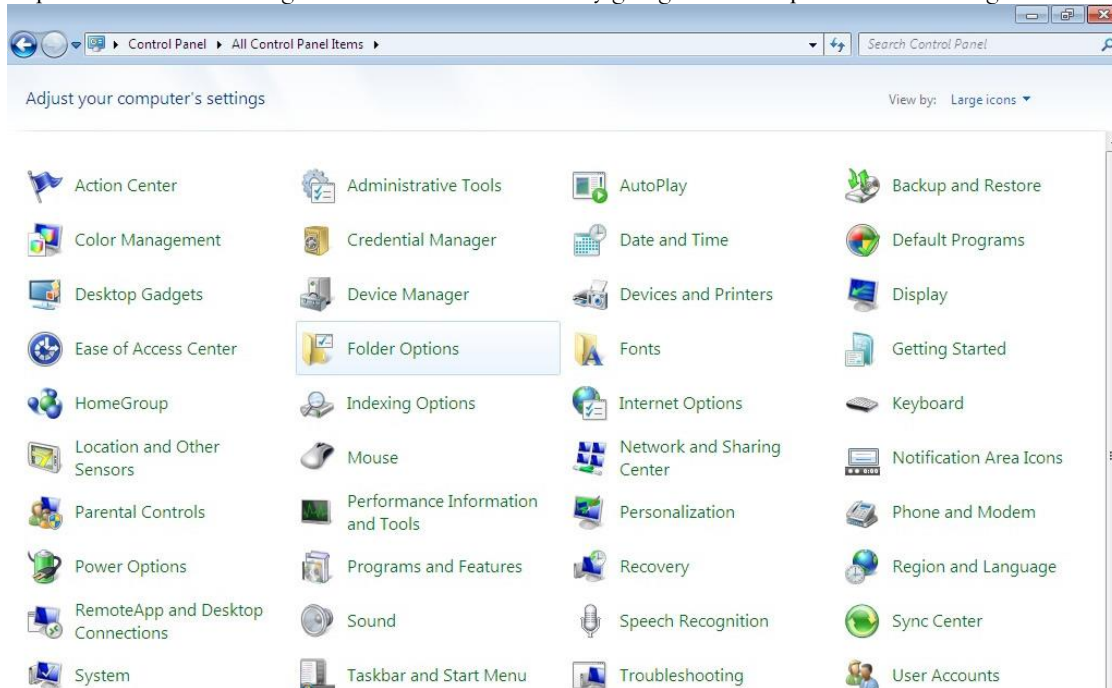 Control Panel ▸ All Control Panel Items ▸
Search Control Panel
Adjust your computer's settings
View by: Large icons
Action Center
Administrative Tools
AutoPlay
Backup and Restore
Color Management
Credential Manager
Date and Time
Default Programs
Desktop Gadgets
Device Manager
Devices and Printers
Display
Ease of Access Center
Folder Options
Fonts
Getting Started
HomeGroup
Indexing Options
Internet Options
Keyboard
Location and Other
Sensors
Mouse
Network and Sharing
Center
Notification Area Icons
Parental Controls
Performance Information
and Tools
Personalization
Phone and Modem
Power Options
Programs and Features
Recovery
Region and Language
RemoteApp and Desktop
Connections
Sound
Speech Recognition
Sync Center
System
Taskbar and Start Menu
Troubleshooting
User Accounts